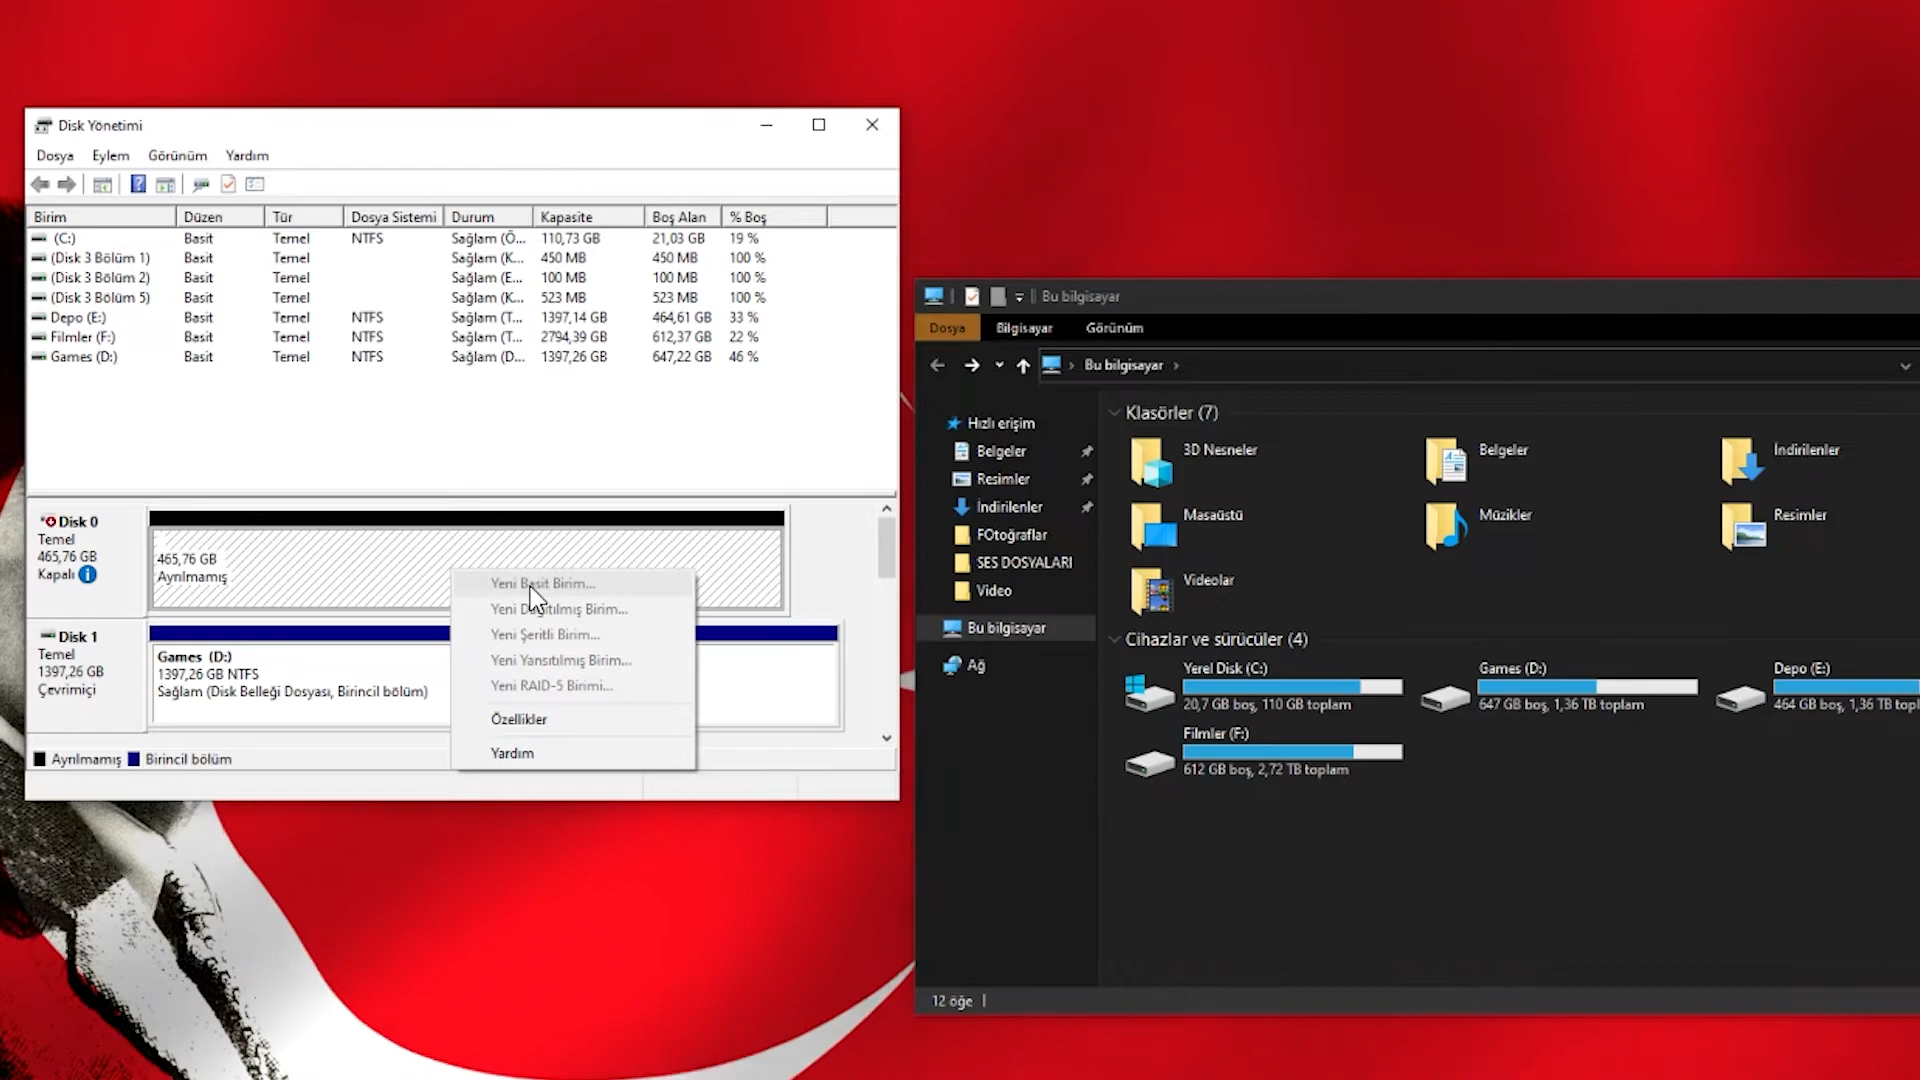 Disk Yönetimi
Dosya Eylem Görünüm Yardım
Birim Düzen Tür Dosya Sistemi Durum Kapasite Boş Alan % Boş
(C:) Basit Temel NTFS Sağlam (Ö... 110,73 GB 21,03 GB 19 %
(Disk 3 Bölüm 1) Basit Temel Sağlam (K... 450 MB 450 MB 100 %
(Disk 3 Bölüm 2) Basit Temel Sağlam (E... 100 MB 100 MB 100 %
(Disk 3 Bölüm 5) Basit Temel Sağlam (K... 523 MB 523 MB 100 %
Depo (E:) Basit Temel NTFS Sağlam (T... 1397,14 GB 464,61 GB 33 %
Filmler (F:) Basit Temel NTFS Sağlam (T... 2794,39 GB 612,37 GB 22 %
Games (D:) Basit Temel NTFS Sağlam (D... 1397,26 GB 647,22 GB 46 %
Disk 0
Temel
465,76 GB
Kapalı
465,76 GB
Ayrılmamış
Disk 1
Temel
1397,26 GB
Çevrimiçi
Games (D:)
1397,26 GB NTFS
Sağlam (Disk Belleği Dosyası, Birincil bölüm)
Yeni Basit Birim...
Yeni Dağıtılmış Birim...
Yeni Şeritli Birim...
Yeni Yansıtılmış Birim...
Yeni RAID-5 Birimi...
Özellikler
Yardım
Ayrılmamış Birincil bölüm
Bu bilgisayar
Dosya Bilgisayar Görünüm
Bu bilgisayar
Hızlı erişim
Belgeler
Resimler
İndirilenler
FOtoğraflar
SES DOSYALARI
Video
Bu bilgisayar
Ağ
Klasörler (7)
3D Nesneler Belgeler İndirilenler
Masaüstü Müzikler Resimler
Videolar
Cihazlar ve sürücüler (4)
Yerel Disk (C:)
20,7 GB boş, 110 GB toplam
Games (D:)
647 GB boş, 1,36 TB toplam
Depo (E:)
464 GB boş, 1,36 TB topl
Filmler (F:)
612 GB boş, 2,72 TB toplam
12 öğe